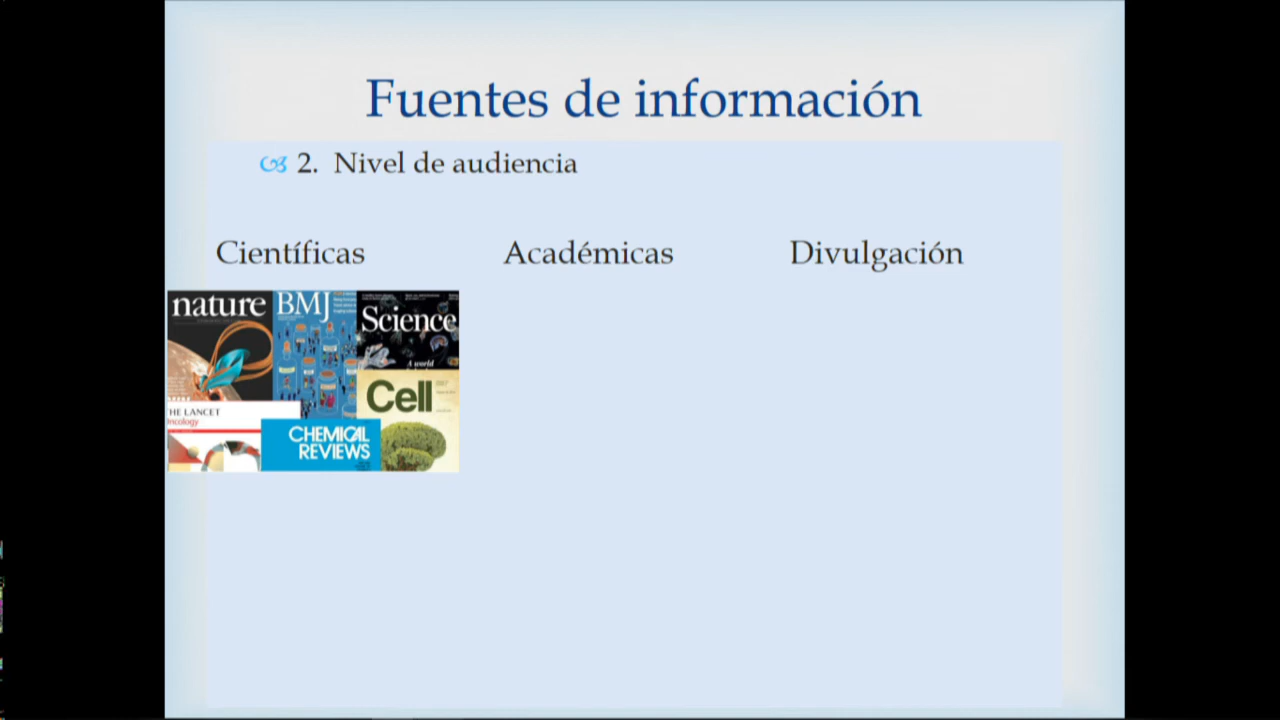 Fuentes de información
2. Nivel de audiencia
Científicas
Académicas
Divulgación
nature
BMJ
Science
A world
Cell
HE LANCET
ncology
CHEMICAL
REVIEWS